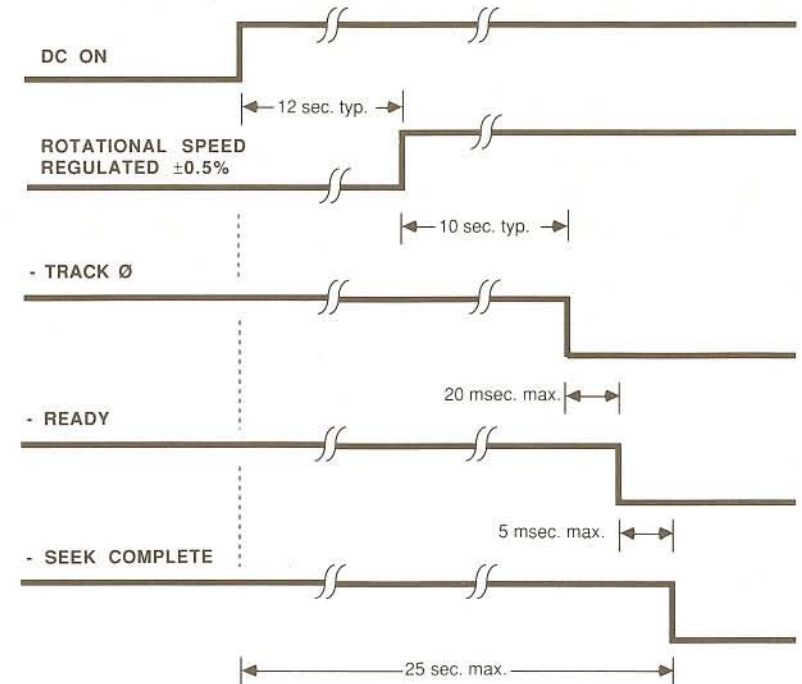 DC ON
12 sec. typ.
ROTATIONAL SPEED
REGULATED ±0.5%
10 sec. typ.
- TRACK Ø
20 msec. max.
- READY
5 msec. max.
- SEEK COMPLETE
25 sec. max.